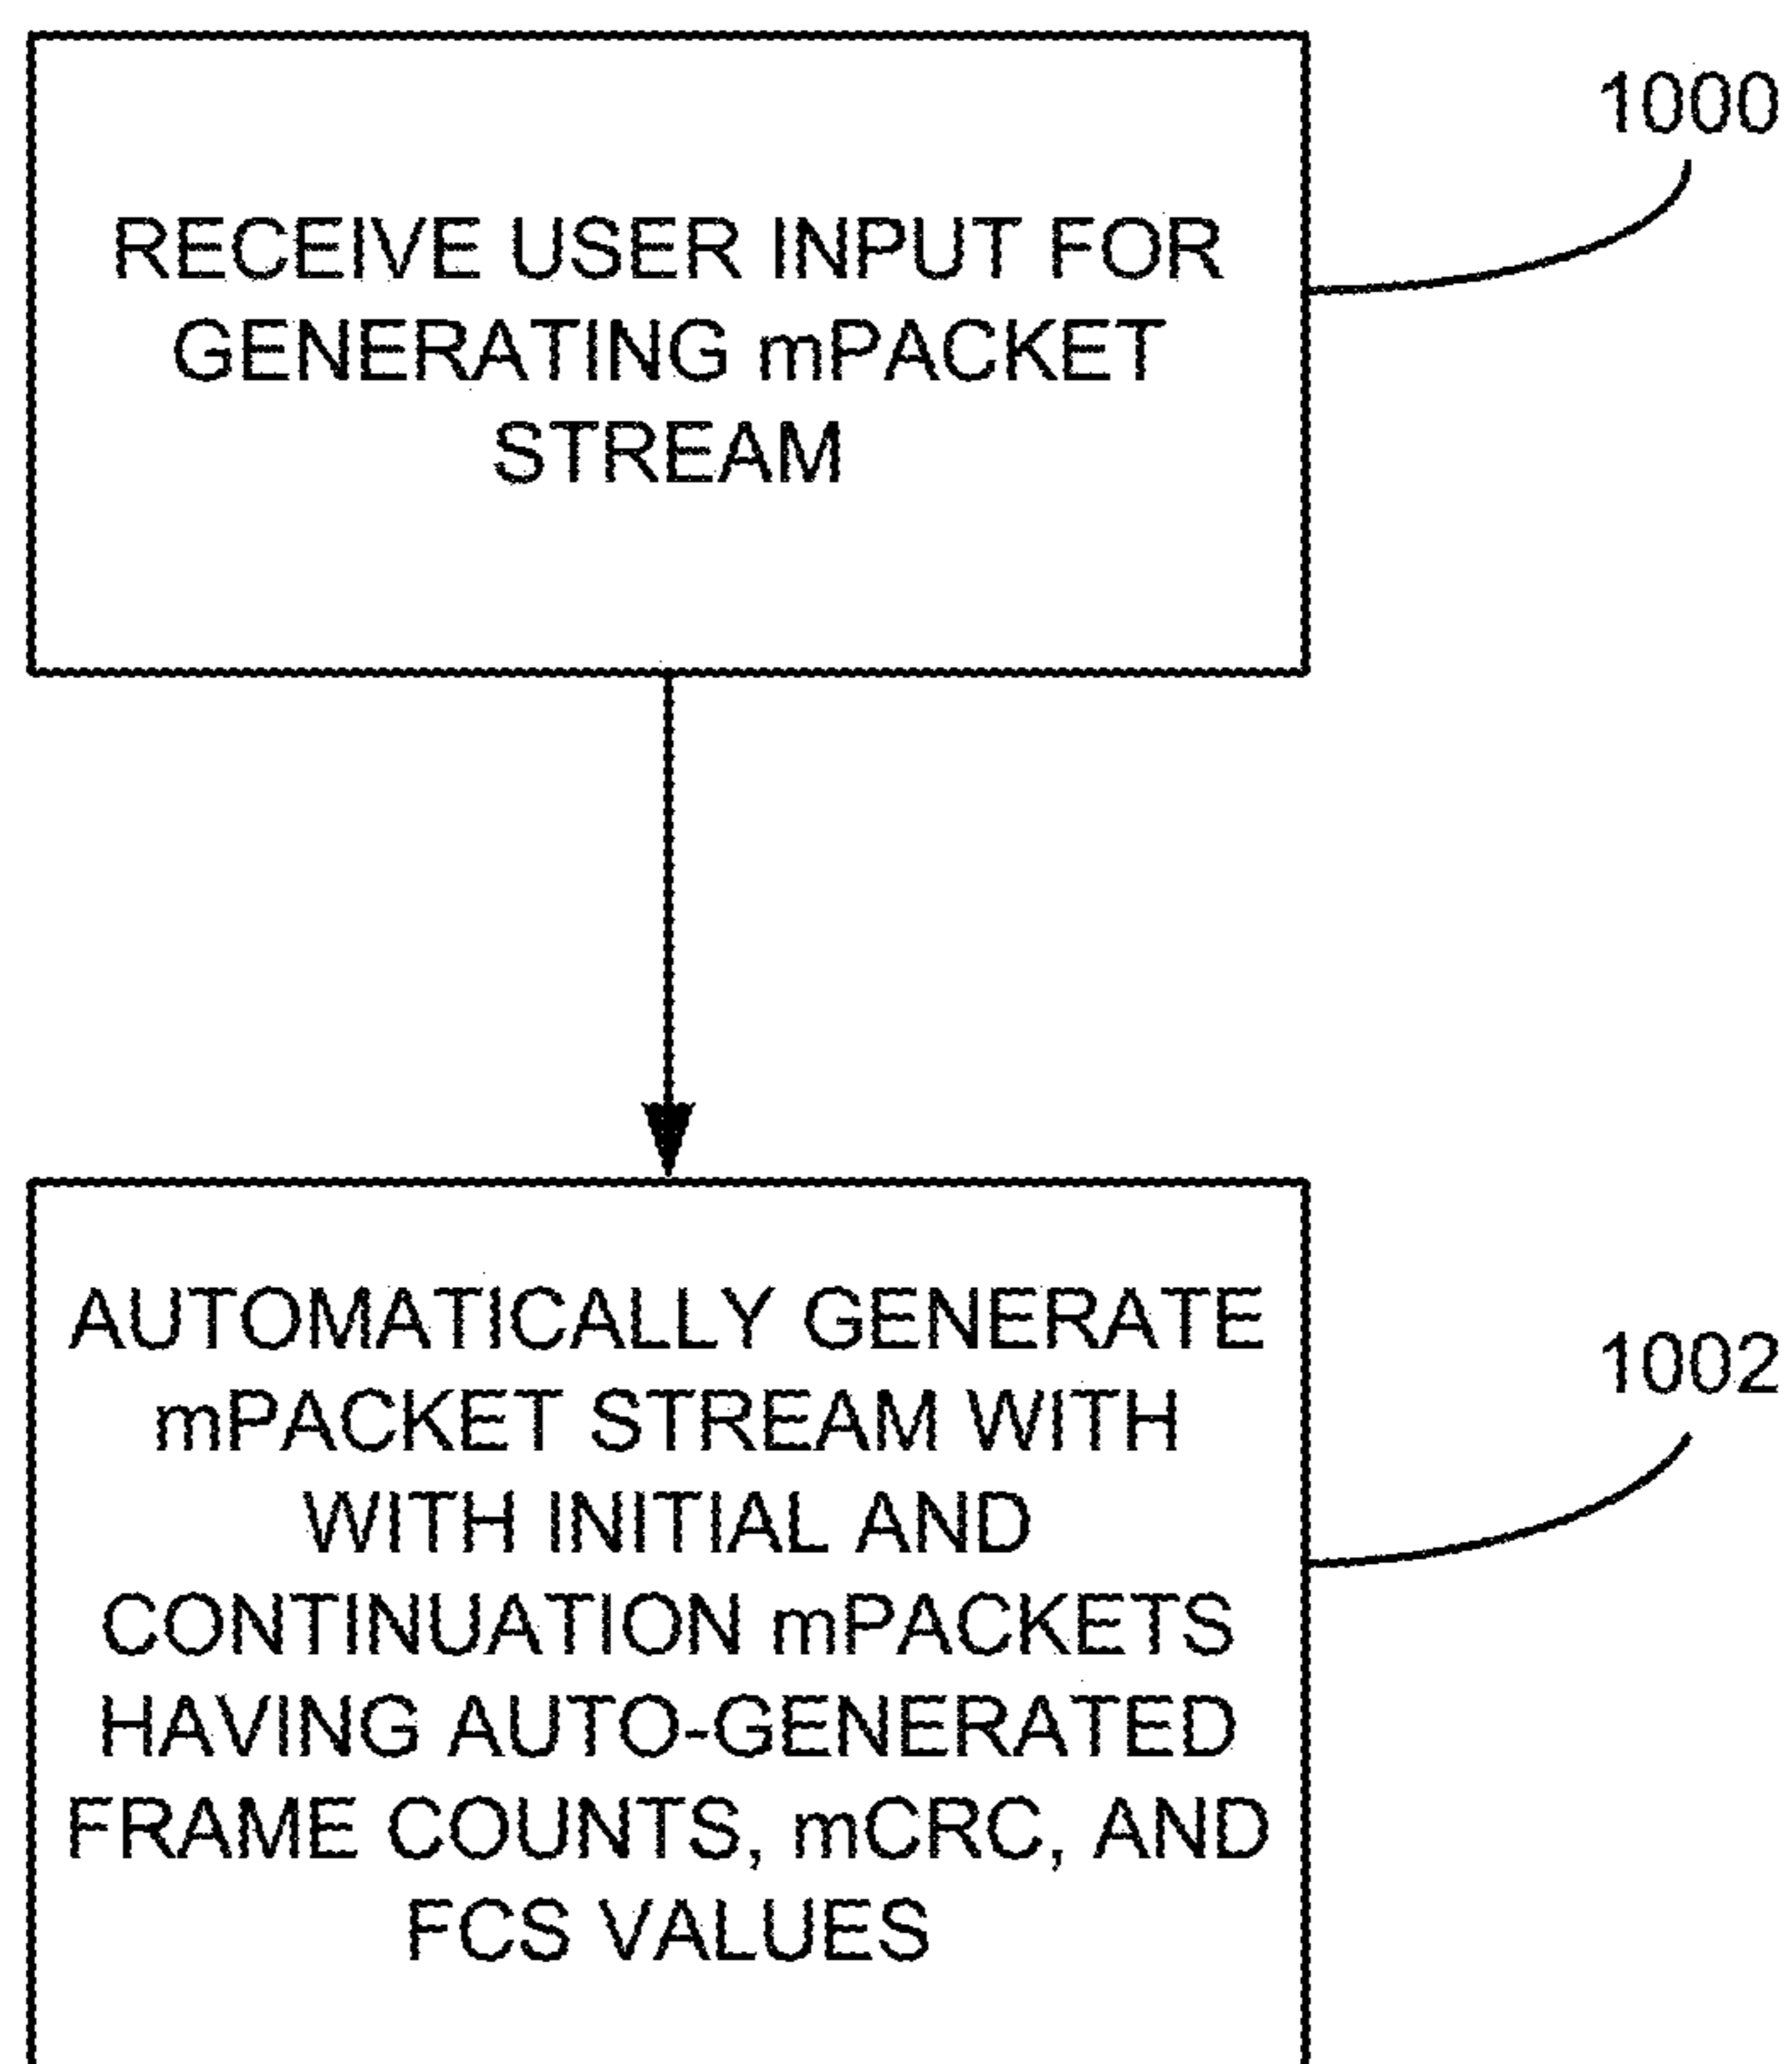 1000
RECEIVE USER INPUT FOR
GENERATING mPACKET
STREAM
AUTOMATICALLY GENERATE
mPACKET STREAM WITH
WITH INITIAL AND
CONTINUATION mPACKETS
HAVING AUTO-GENERATED
FRAME COUNTS, mCRC, AND
FCS VALUES
1002